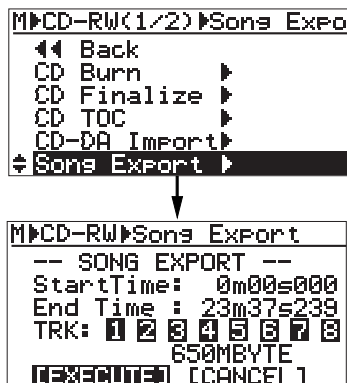 M▶CD-RW(1/2)▶Song Expo
◀◀ Back
CD Burn ▶
CD Finalize ▶
CD TOC ▶
CD-DA Import▶
Song Export ▶
M▶CD-RW▶Song Export
-- SONG EXPORT --
StartTime: 0m00s000
End Time : 23m37s239
TRK: 1 2 3 4 5 6 7 8
650MBYTE
[EXECUTE] [CANCEL]